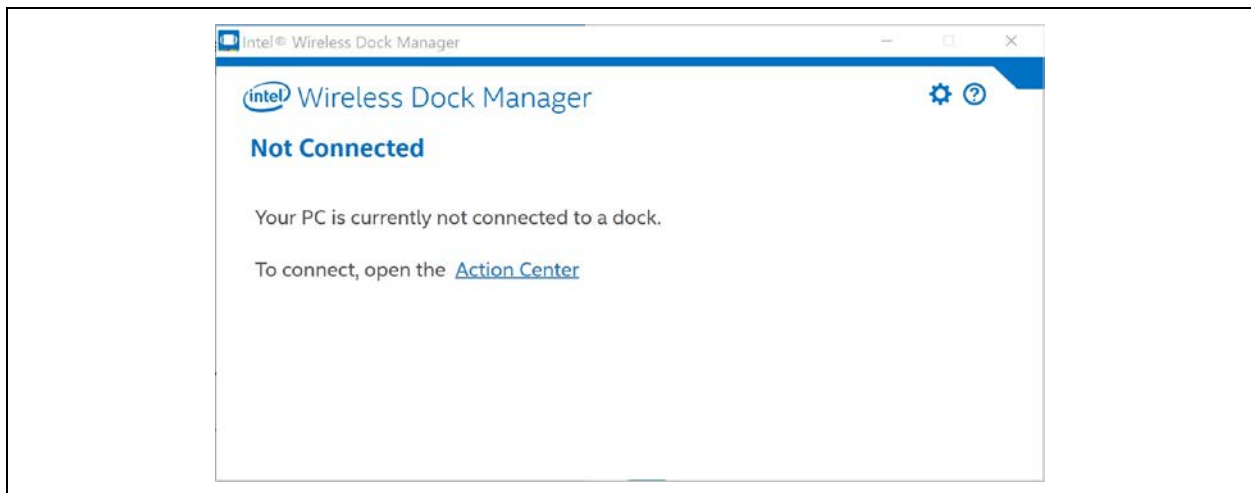 Intel® Wireless Dock Manager
intel Wireless Dock Manager
Not Connected
Your PC is currently not connected to a dock.
To connect, open the Action Center